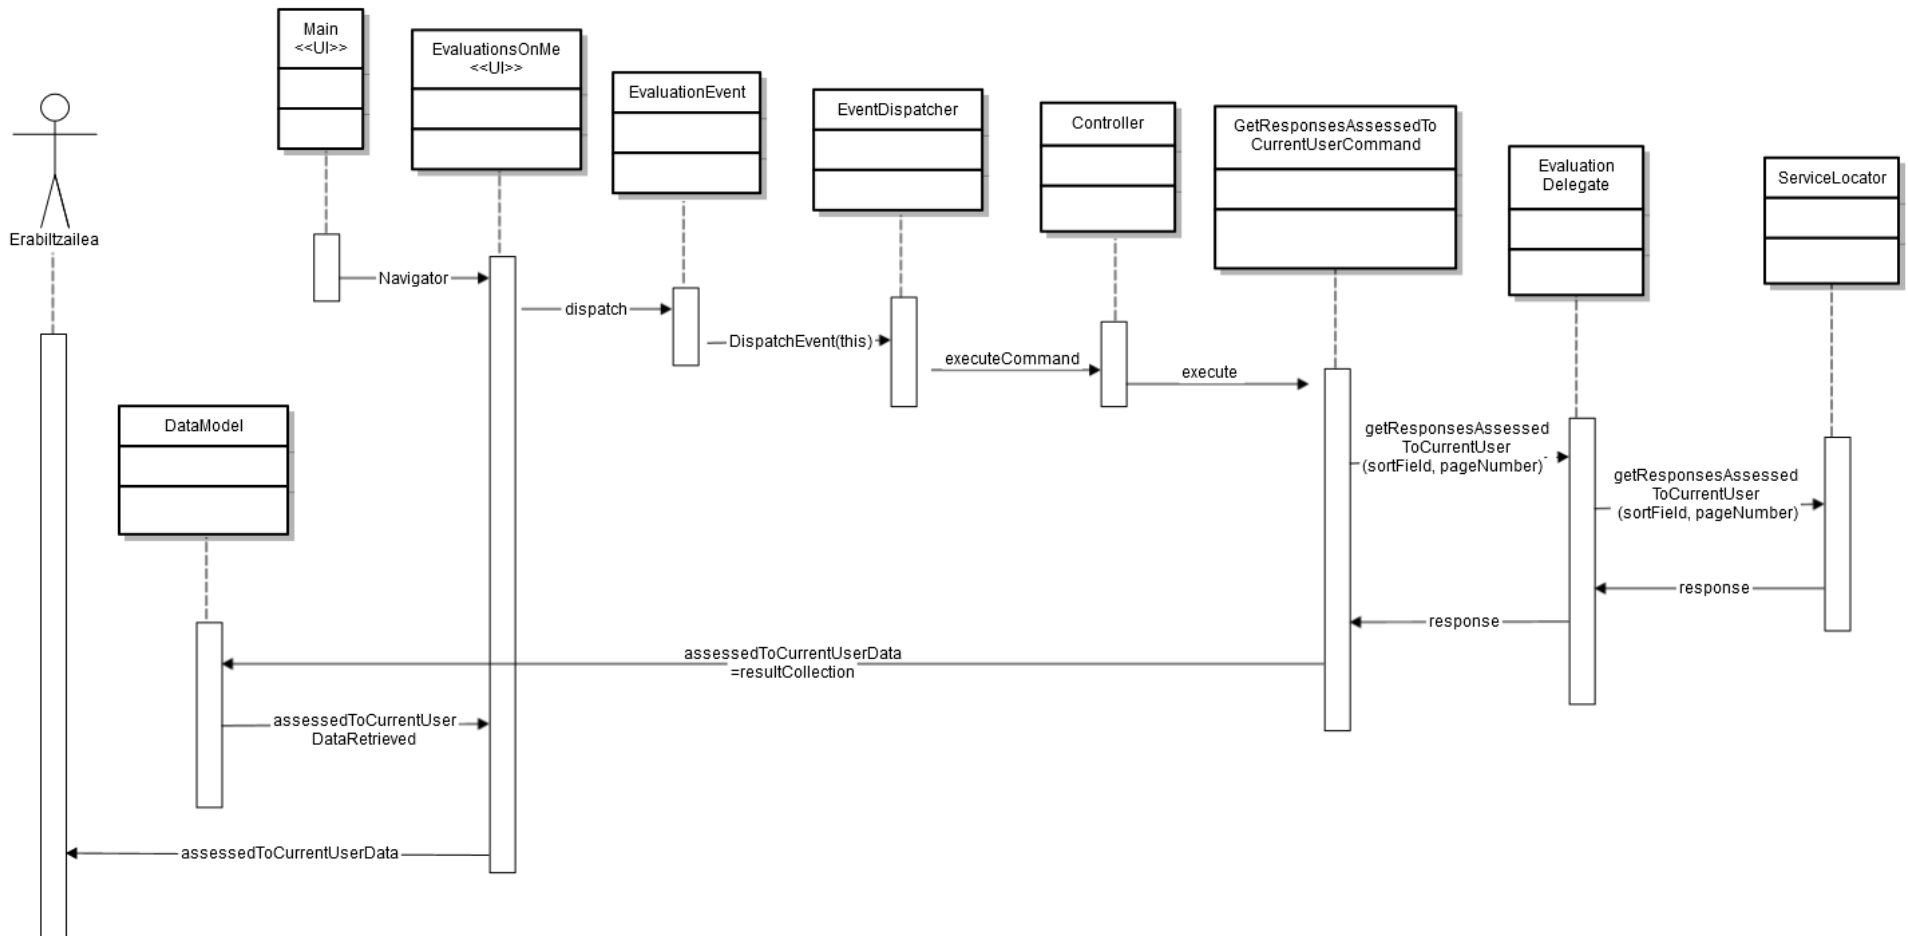 Main
<<UI>>
EvaluationsOnMe
<<UI>>
EvaluationEvent
EventDispatcher
Controller
GetResponsesAssessedTo
CurrentUserCommand
Evaluation
Delegate
ServiceLocator
Erabiltzailea
Navigator
dispatch
DispatchEvent(this)
executeCommand
execute
DataModel
getResponsesAssessed
ToCurrentUser
(sortField, pageNumber)
getResponsesAssessed
ToCurrentUser
(sortField, pageNumber)
response
response
assessedToCurrentUserData
=resultCollection
assessedToCurrentUser
DataRetrieved
assessedToCurrentUserData